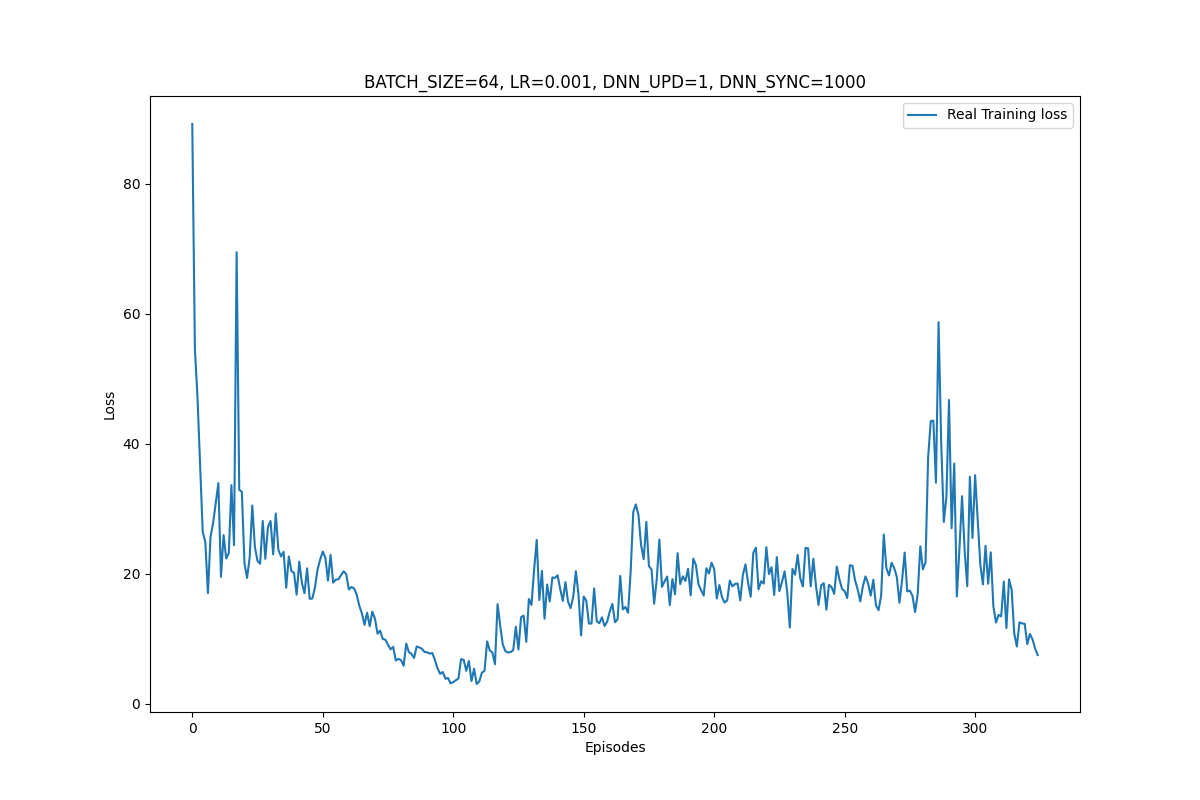 BATCH_SIZE=64, LR=0.001, DNN_UPD=1, DNN_SYNC=1000
Real Training loss
80
60
40
20
0
Loss
0 50 100 150 200 250 300
Episodes